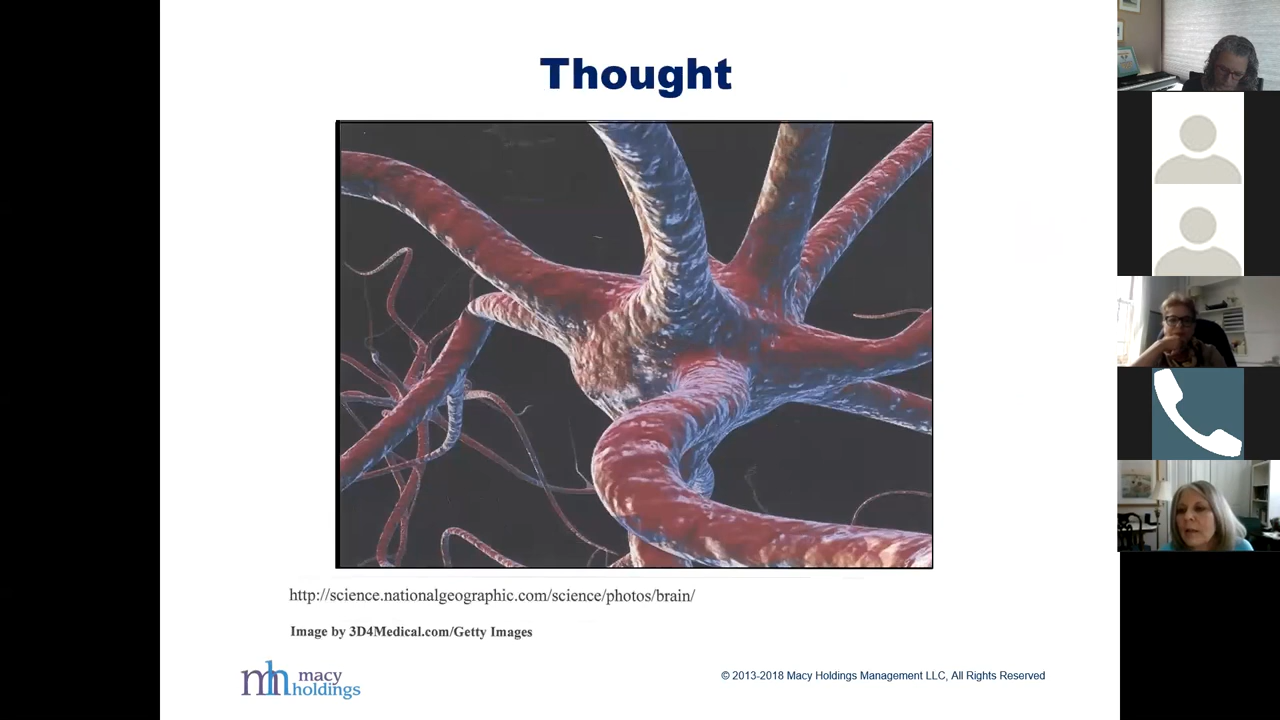 Thought
http://science.nationalgeographic.com/science/photos/brain/
Image by 3D4Medical.com/Getty Images
mh macy
holdings
© 2013-2018 Macy Holdings Management LLC, All Rights Reserved